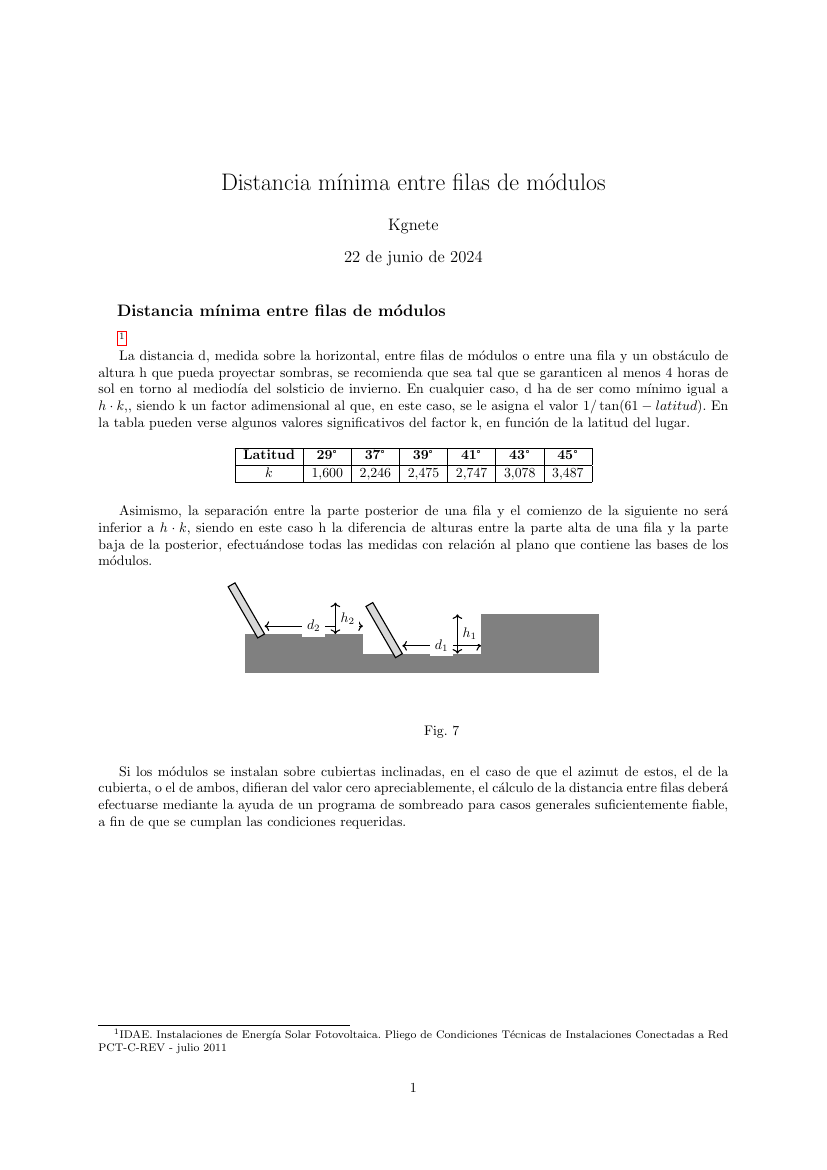 Distancia mínima entre filas de módulos
Kgnete
22 de junio de 2024
Distancia mínima entre filas de módulos
1
La distancia d, medida sobre la horizontal, entre filas de módulos o entre una fila y un obstáculo de
altura h que pueda proyectar sombras, se recomienda que sea tal que se garanticen al menos 4 horas de
sol en torno al mediodía del solsticio de invierno. En cualquier caso, d ha de ser como mínimo igual a
h · k,, siendo k un factor adimensional al que, en este caso, se le asigna el valor 1/ tan(61 − latitud). En
la tabla pueden verse algunos valores significativos del factor k, en función de la latitud del lugar.
Latitud 29° 37° 39° 41° 43° 45°
k 1,600 2,246 2,475 2,747 3,078 3,487
Asimismo, la separación entre la parte posterior de una fila y el comienzo de la siguiente no será
inferior a h · k, siendo en este caso h la diferencia de alturas entre la parte alta de una fila y la parte
baja de la posterior, efectuándose todas las medidas con relación al plano que contiene las bases de los
módulos.
d2 h2
d1 h1
Fig. 7
Si los módulos se instalan sobre cubiertas inclinadas, en el caso de que el azimut de estos, el de la
cubierta, o el de ambos, difieran del valor cero apreciablemente, el cálculo de la distancia entre filas deberá
efectuarse mediante la ayuda de un programa de sombreado para casos generales suficientemente fiable,
a fin de que se cumplan las condiciones requeridas.
1IDAE. Instalaciones de Energía Solar Fotovoltaica. Pliego de Condiciones Técnicas de Instalaciones Conectadas a Red
PCT-C-REV - julio 2011
1